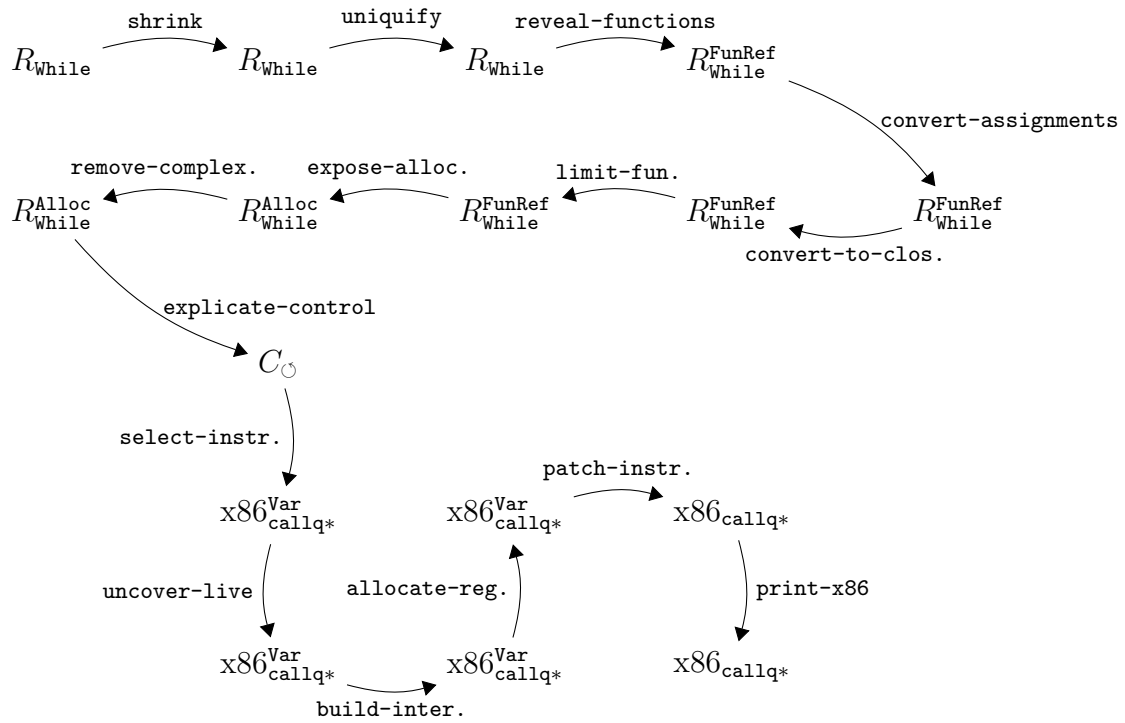 shrink uniquify reveal-functions
R_While R_While R_While R^FunRef_While
convert-assignments
remove-complex. expose-alloc. limit-fun.
R^Alloc_While R^Alloc_While R^FunRef_While R^FunRef_While R^FunRef_While
convert-to-clos.
explicate-control
C_↺
select-instr. patch-instr.
x86^Var_callq* x86^Var_callq* x86_callq*
uncover-live allocate-reg. print-x86
x86^Var_callq* x86^Var_callq* x86_callq*
build-inter.